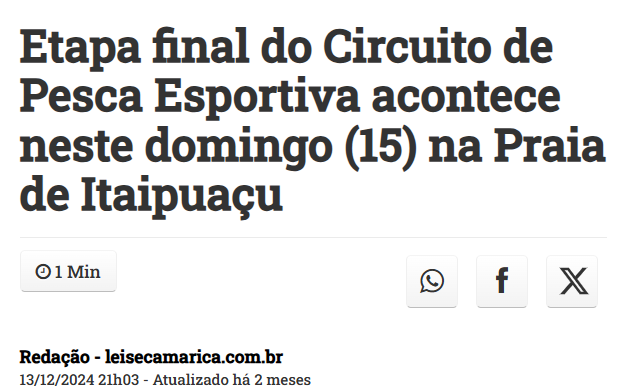 Etapa final do Circuito de
Pesca Esportiva acontece
neste domingo (15) na Praia
de Itaipuaçu
1 Min
Redação - leisecamarica.com.br
13/12/2024 21h03 - Atualizado há 2 meses